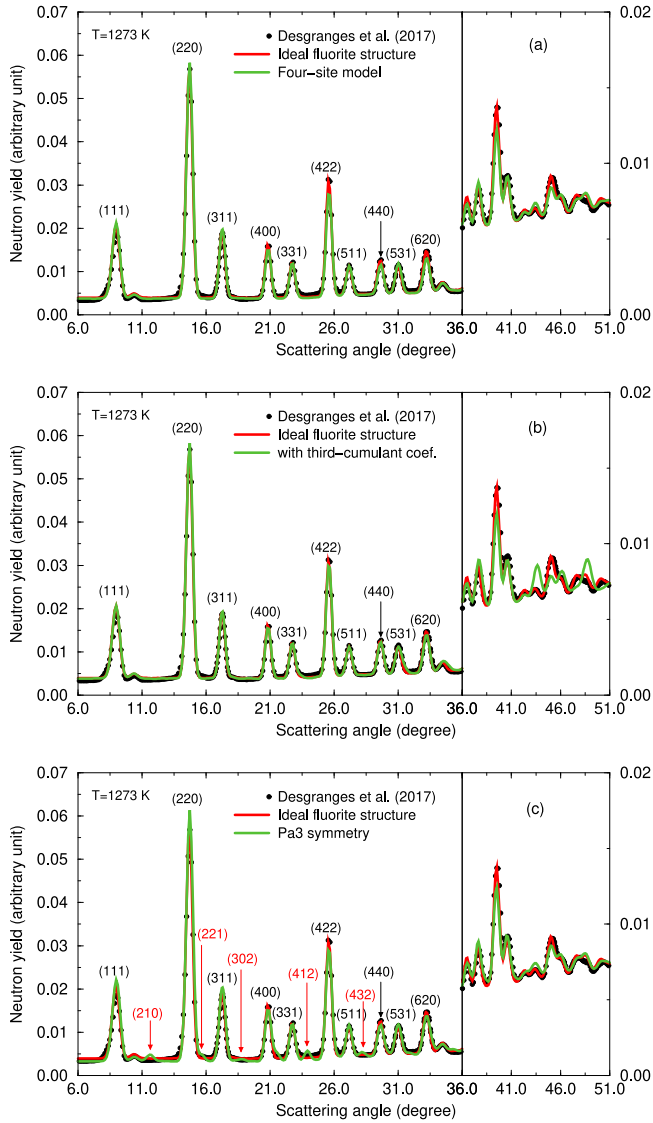 T=1273 K
Desgranges et al. (2017)
Ideal fluorite structure
Four−site model
(a)
(220)
(422)
(111)
(311)
(400)
(331)
(511)
(440)
(531)
(620)
0.07
0.06
0.05
0.04
0.03
0.02
0.01
0.00
0.02
0.01
0.00
Neutron yield (arbitrary unit)
6.0 11.0 16.0 21.0 26.0 31.0 36.0 41.0 46.0 51.0
Scattering angle (degree)
T=1273 K
Desgranges et al. (2017)
Ideal fluorite structure
with third−cumulant coef.
(b)
(220)
(422)
(111)
(311)
(400)
(331)
(511)
(440)
(531)
(620)
0.07
0.06
0.05
0.04
0.03
0.02
0.01
0.00
0.02
0.01
0.00
Neutron yield (arbitrary unit)
6.0 11.0 16.0 21.0 26.0 31.0 36.0 41.0 46.0 51.0
Scattering angle (degree)
T=1273 K
Desgranges et al. (2017)
Ideal fluorite structure
Pa3 symmetry
(c)
(220)
(422)
(221)
(302)
(412)
(432)
(111)
(210)
(311)
(400)
(331)
(511)
(440)
(531)
(620)
0.07
0.06
0.05
0.04
0.03
0.02
0.01
0.00
0.02
0.01
0.00
Neutron yield (arbitrary unit)
6.0 11.0 16.0 21.0 26.0 31.0 36.0 41.0 46.0 51.0
Scattering angle (degree)